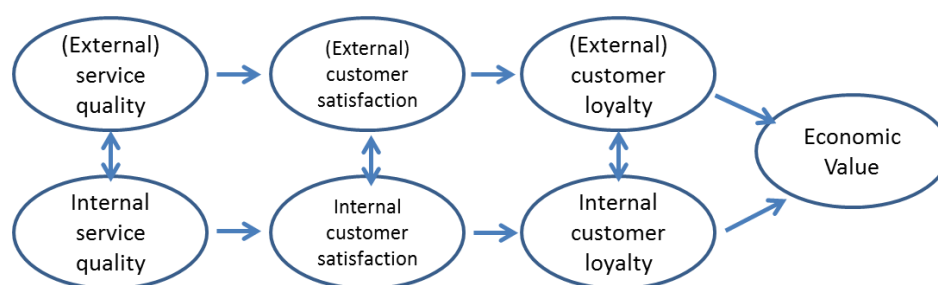 (External)
service
quality
(External)
customer
satisfaction
(External)
customer
loyalty
Economic
Value
Internal
service
quality
Internal
customer
satisfaction
Internal
customer
loyalty